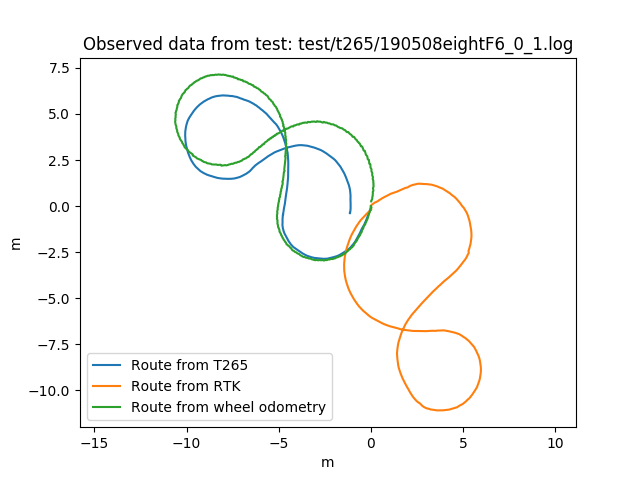 Observed data from test: test/t265/190508eightF6_0_1.log
7.5
5.0
2.5
0.0
−2.5
−5.0
−7.5
−10.0
m
Route from T265
Route from RTK
Route from wheel odometry
−15
−10
−5
0
5
10
m